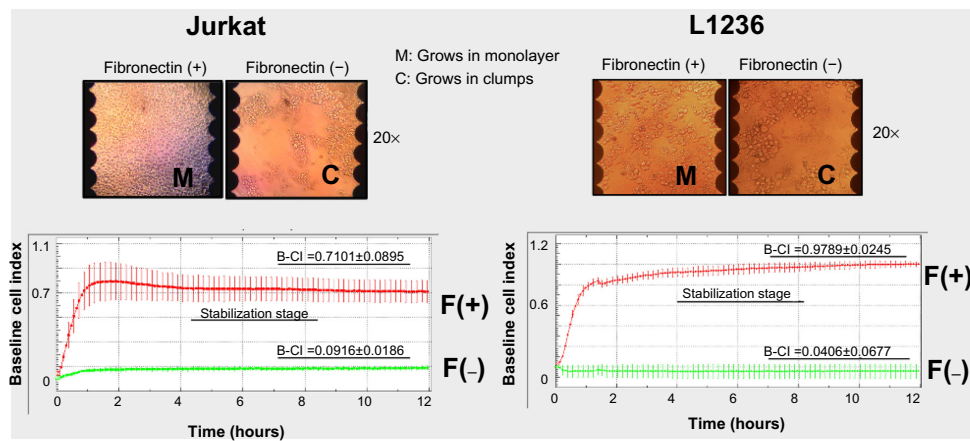 Jurkat
Fibronectin (+)
Fibronectin (−)
M: Grows in monolayer
C: Grows in clumps
M
C
20×
L1236
Fibronectin (+)
Fibronectin (−)
M
C
20×
Baseline cell index
1.1
0.7
0
B-CI =0.7101±0.0895
Stabilization stage
B-CI =0.0916±0.0186
F(+)
F(−)
0 2 4 6 8 10 12
Time (hours)
Baseline cell index
1.2
0.6
0
B-CI =0.9789±0.0245
Stabilization stage
B-CI =0.0406±0.0677
F(+)
F(−)
0 2 4 6 8 10 12
Time (hours)